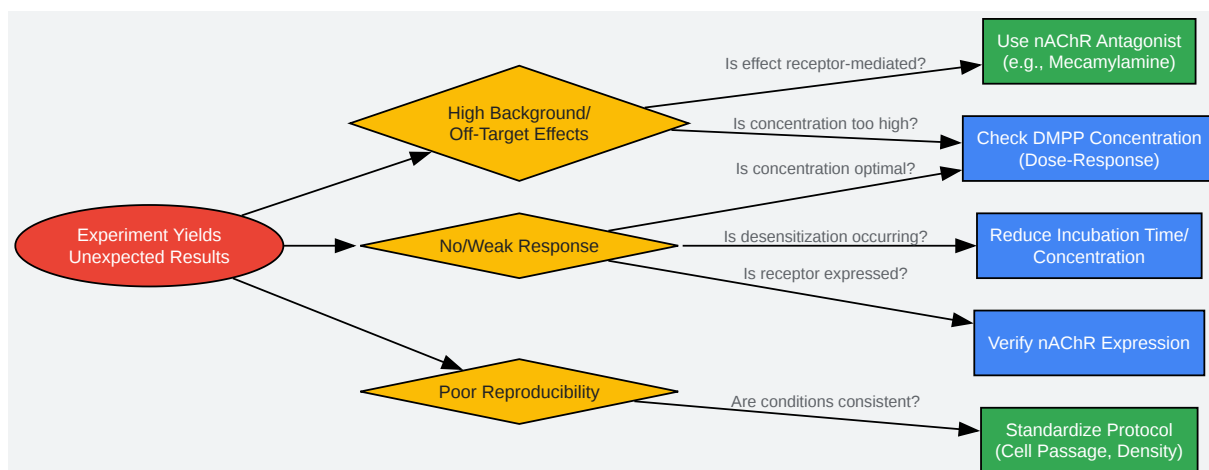 Experiment Yields
Unexpected Results
High Background/
Off-Target Effects
No/Weak Response
Poor Reproducibility
Is effect receptor-mediated?
Is concentration too high?
Is concentration optimal?
Is desensitization occurring?
Is receptor expressed?
Are conditions consistent?
Use nAChR Antagonist
(e.g., Mecamylamine)
Check DMPP Concentration
(Dose-Response)
Reduce Incubation Time/
Concentration
Verify nAChR Expression
Standardize Protocol
(Cell Passage, Density)